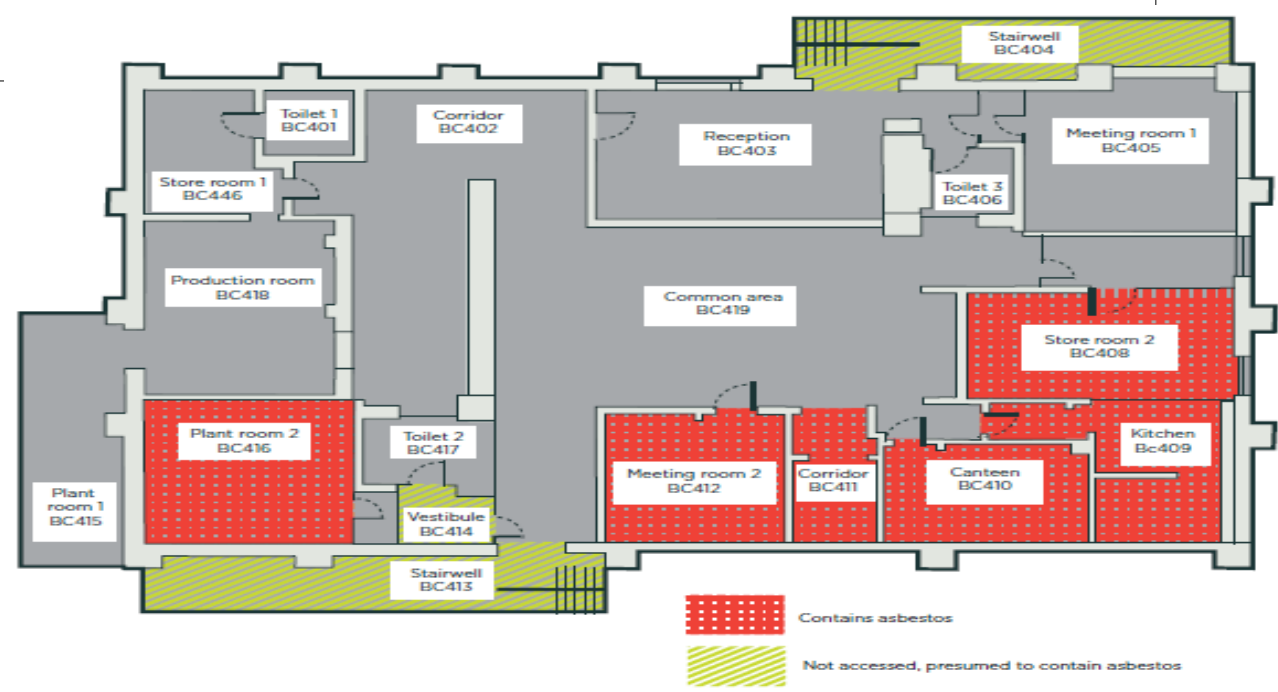 Stairwell
BC404
Toilet 1
BC401
Corridor
BC402
Reception
BC403
Meeting room 1
BC405
Store room 1
BC446
Toilet 3
BC406
Production room
BC418
Common area
BC419
Store room 2
BC408
Plant room 2
BC416
Toilet 2
BC417
Kitchen
Bc409
Meeting room 2
BC412
Corridor
BC411
Canteen
BC410
Plant
room 1
BC415
Vestibule
BC414
Stairwell
BC413
Contains asbestos
Not accessed, presumed to contain asbestos